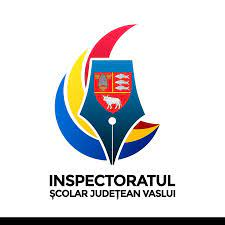 INSPECTORATUL
ȘCOLAR JUDEȚEAN VASLUI